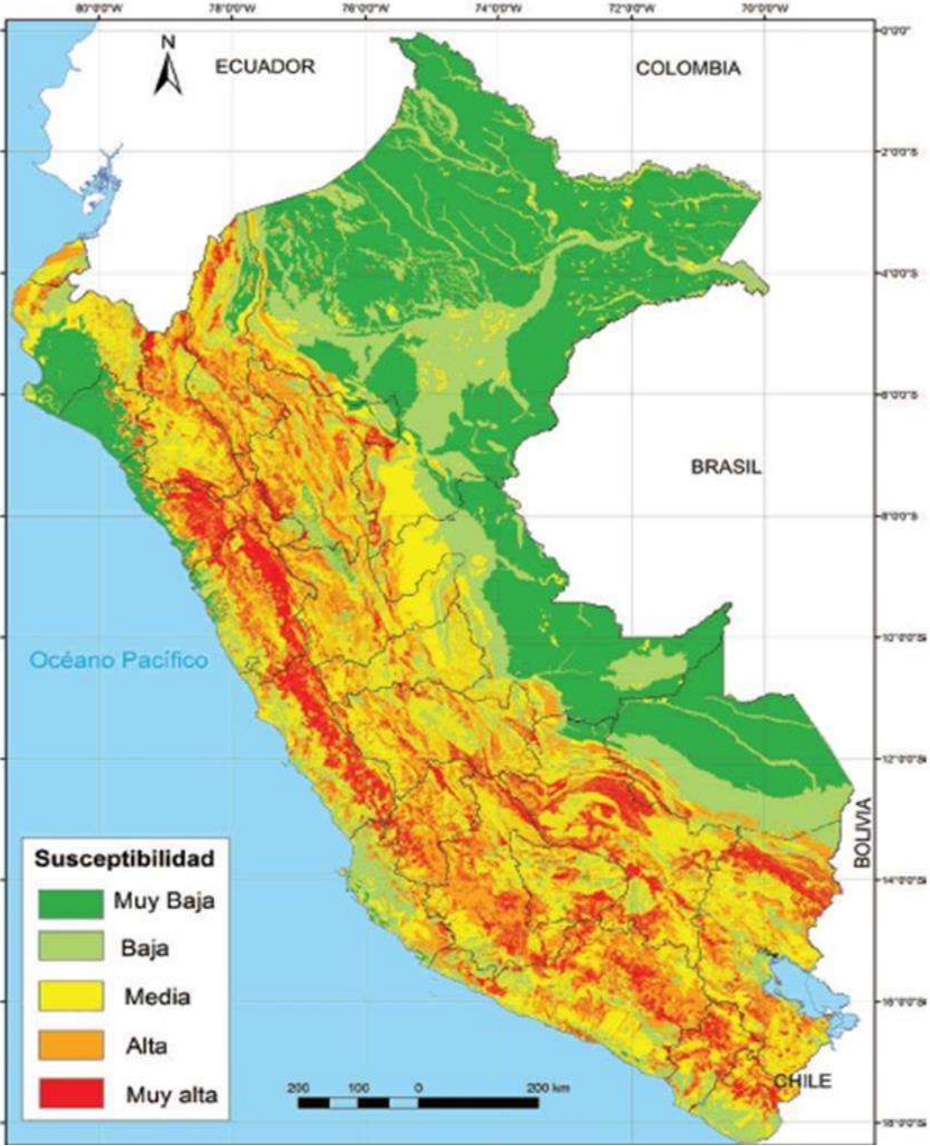 80°0'0"W 78°0'0"W 76°0'0"W 74°0'0"W 72°0'0"W 70°0'0"W
0°0'0"
N
ECUADOR
COLOMBIA
2°0'0"S
4°0'0"S
6°0'0"S
BRASIL
8°0'0"S
10°0'0"S
Océano Pacífico
12°0'0"S
BOLIVIA
Susceptibilidad
Muy Baja
Baja
Media
Alta
Muy alta
14°0'0"S
16°0'0"S
CHILE
200 100 0 200 km
18°0'0"S